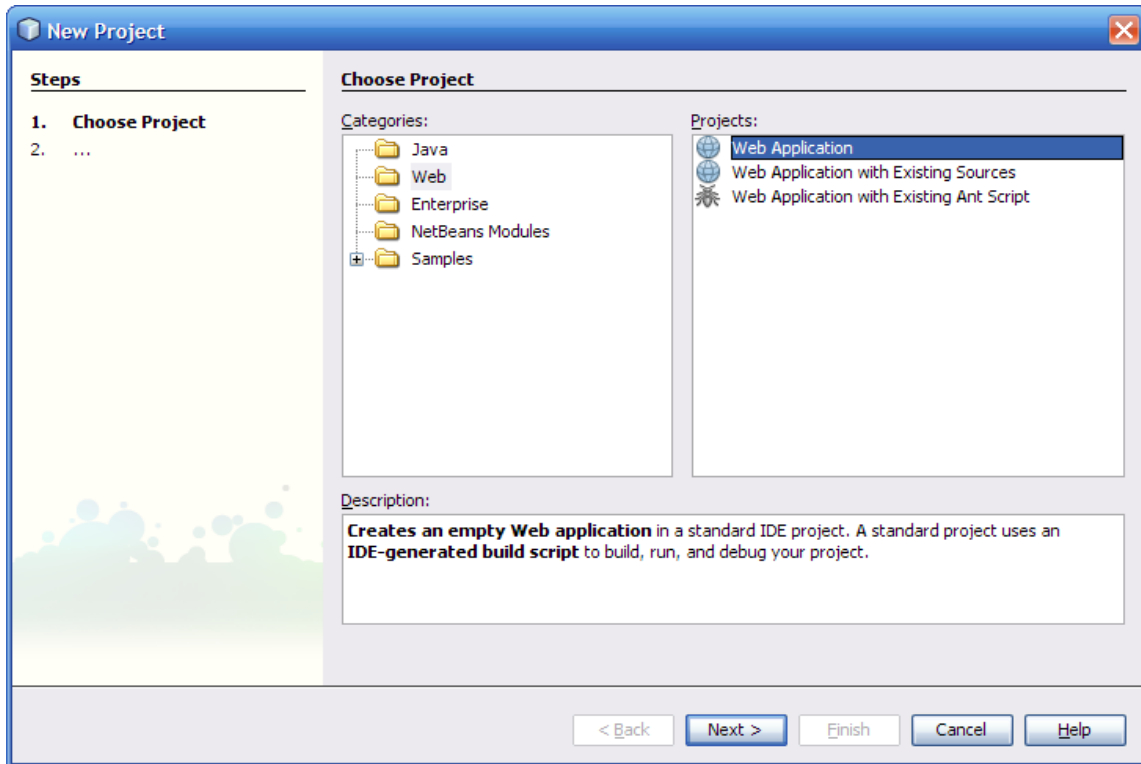 New Project
Steps
1. Choose Project
2. ...
Choose Project
Categories:
Java
Web
Enterprise
NetBeans Modules
Samples
Projects:
Web Application
Web Application with Existing Sources
Web Application with Existing Ant Script
Description:
Creates an empty Web application in a standard IDE project. A standard project uses an
IDE-generated build script to build, run, and debug your project.
< Back
Next >
Finish
Cancel
Help